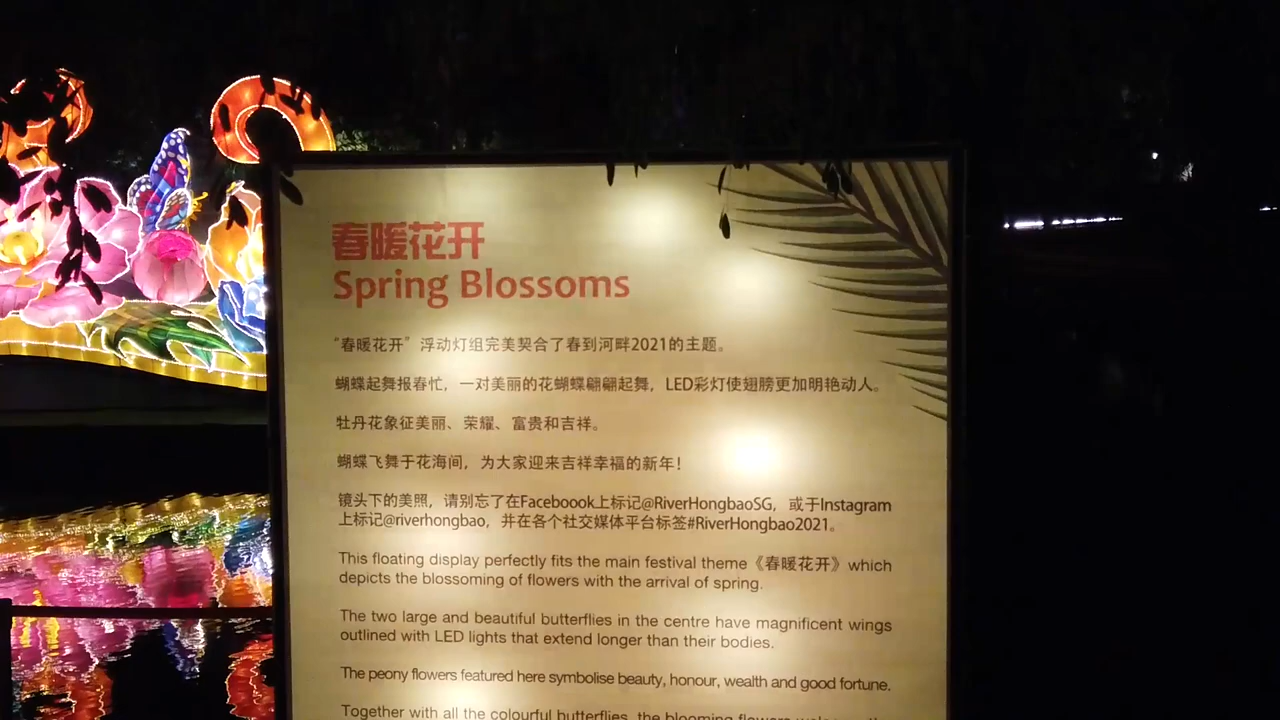 春暖花开
Spring Blossoms
“春暖花开”浮动灯组完美契合了春到河畔2021的主题。
蝴蝶起舞报春忙，一对美丽的花蝴蝶翩翩起舞，LED彩灯使翅膀更加明艳动人。
牡丹花象征美丽、荣耀、富贵和吉祥。
蝴蝶飞舞于花海间，为大家迎来吉祥幸福的新年！
镜头下的美照，请别忘了在Faceboook上标记@RiverHongbaoSG，或于Instagram
上标记@riverhongbao，并在各个社交媒体平台标签#RiverHongbao2021。
This floating display perfectly fits the main festival theme《春暖花开》which
depicts the blossoming of flowers with the arrival of spring.
The two large and beautiful butterflies in the centre have magnificent wings
outlined with LED lights that extend longer than their bodies.
The peony flowers featured here symbolise beauty, honour, wealth and good fortune.
Together with all the colourful butterflies, the blooming flowers